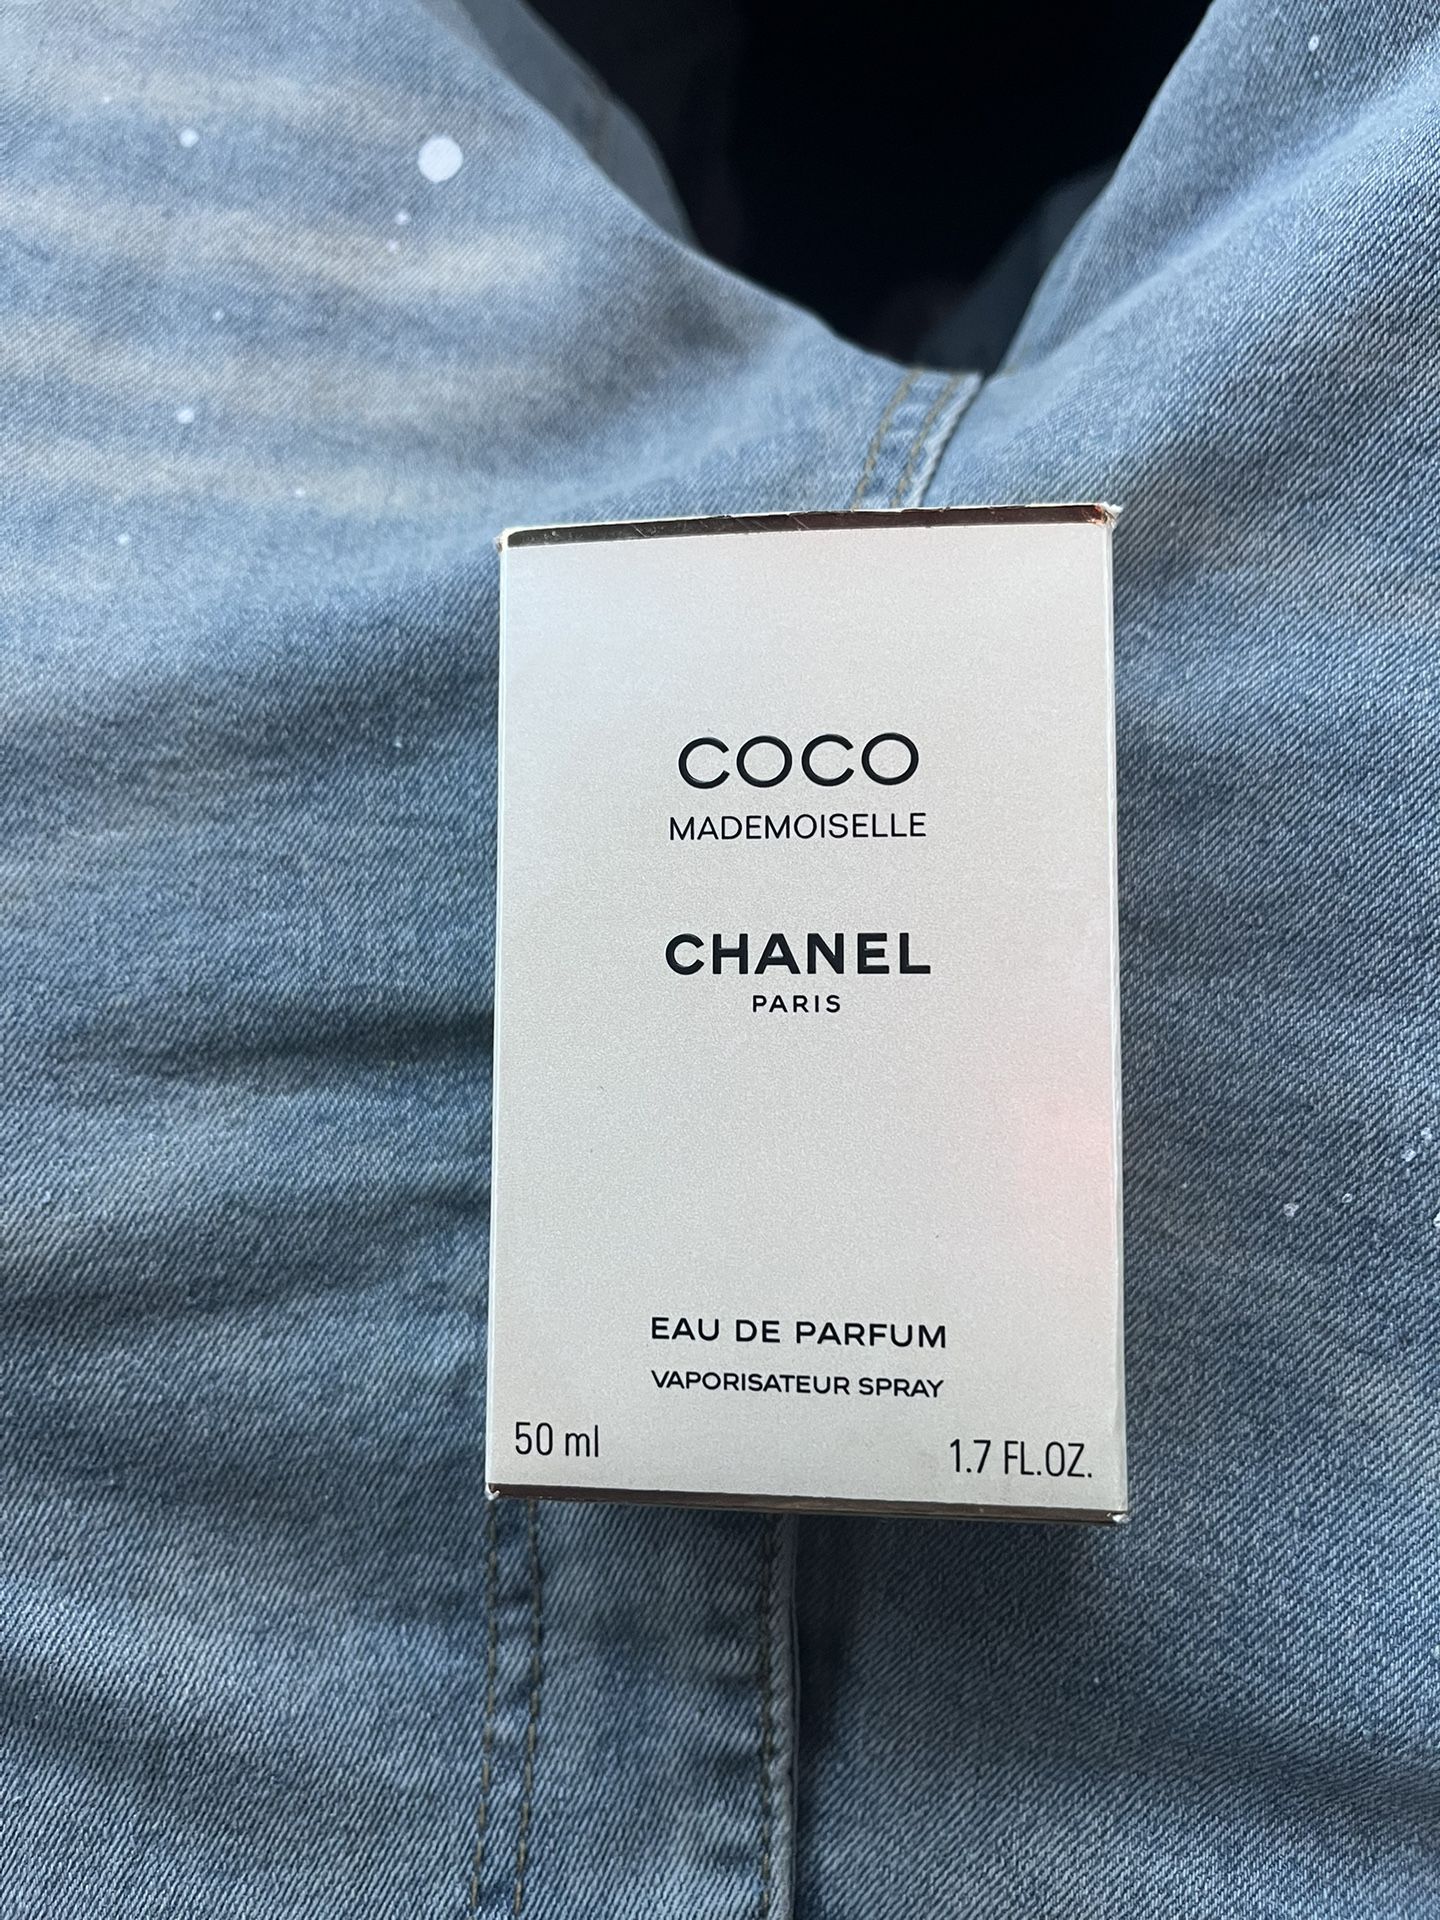 COCO
MADEMOISELLE
CHANEL
PARIS
EAU DE PARFUM
VAPORISATEUR SPRAY
50 ml 1.7 FL.OZ.